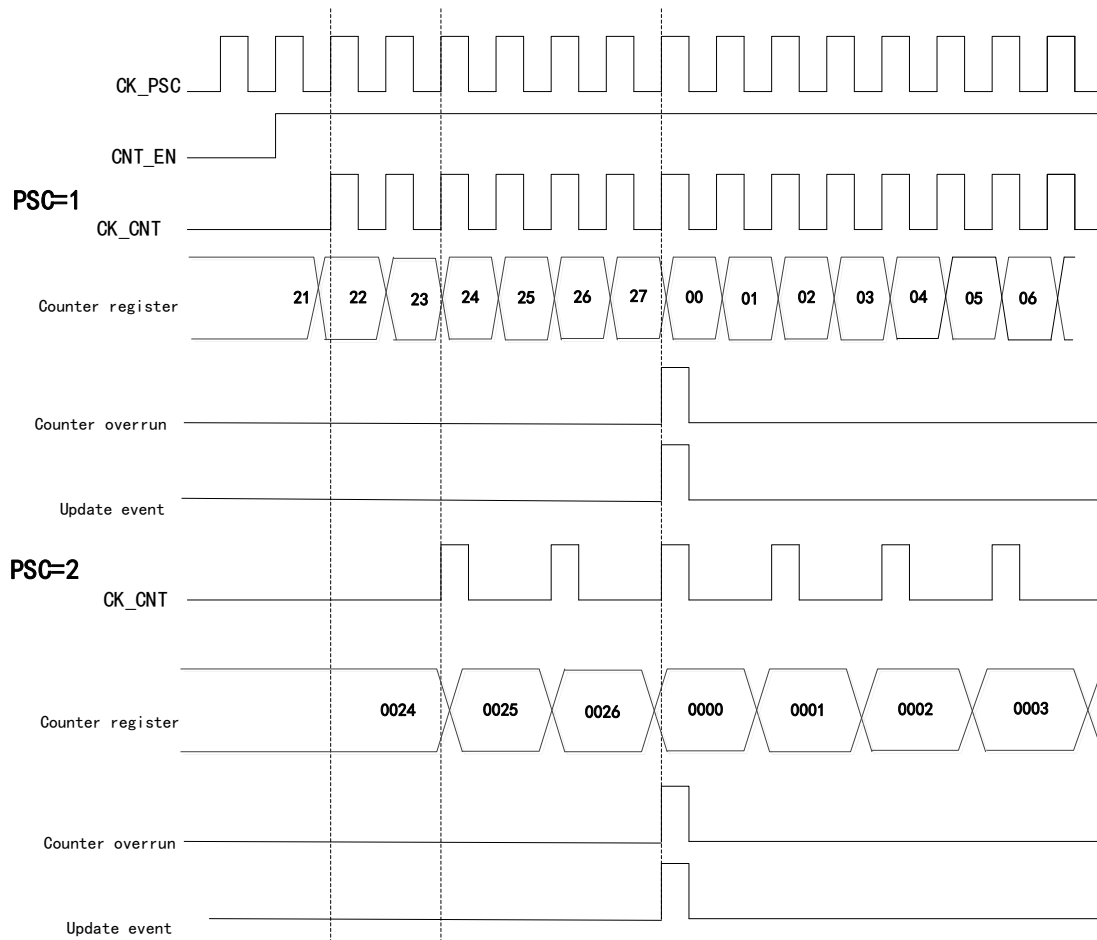 CK_PSC
CNT_EN
PSC=1
CK_CNT
Counter register 21 22 23 24 25 26 27 00 01 02 03 04 05 06
Counter overrun
Update event
PSC=2
CK_CNT
Counter register 0024 0025 0026 0000 0001 0002 0003
Counter overrun
Update event